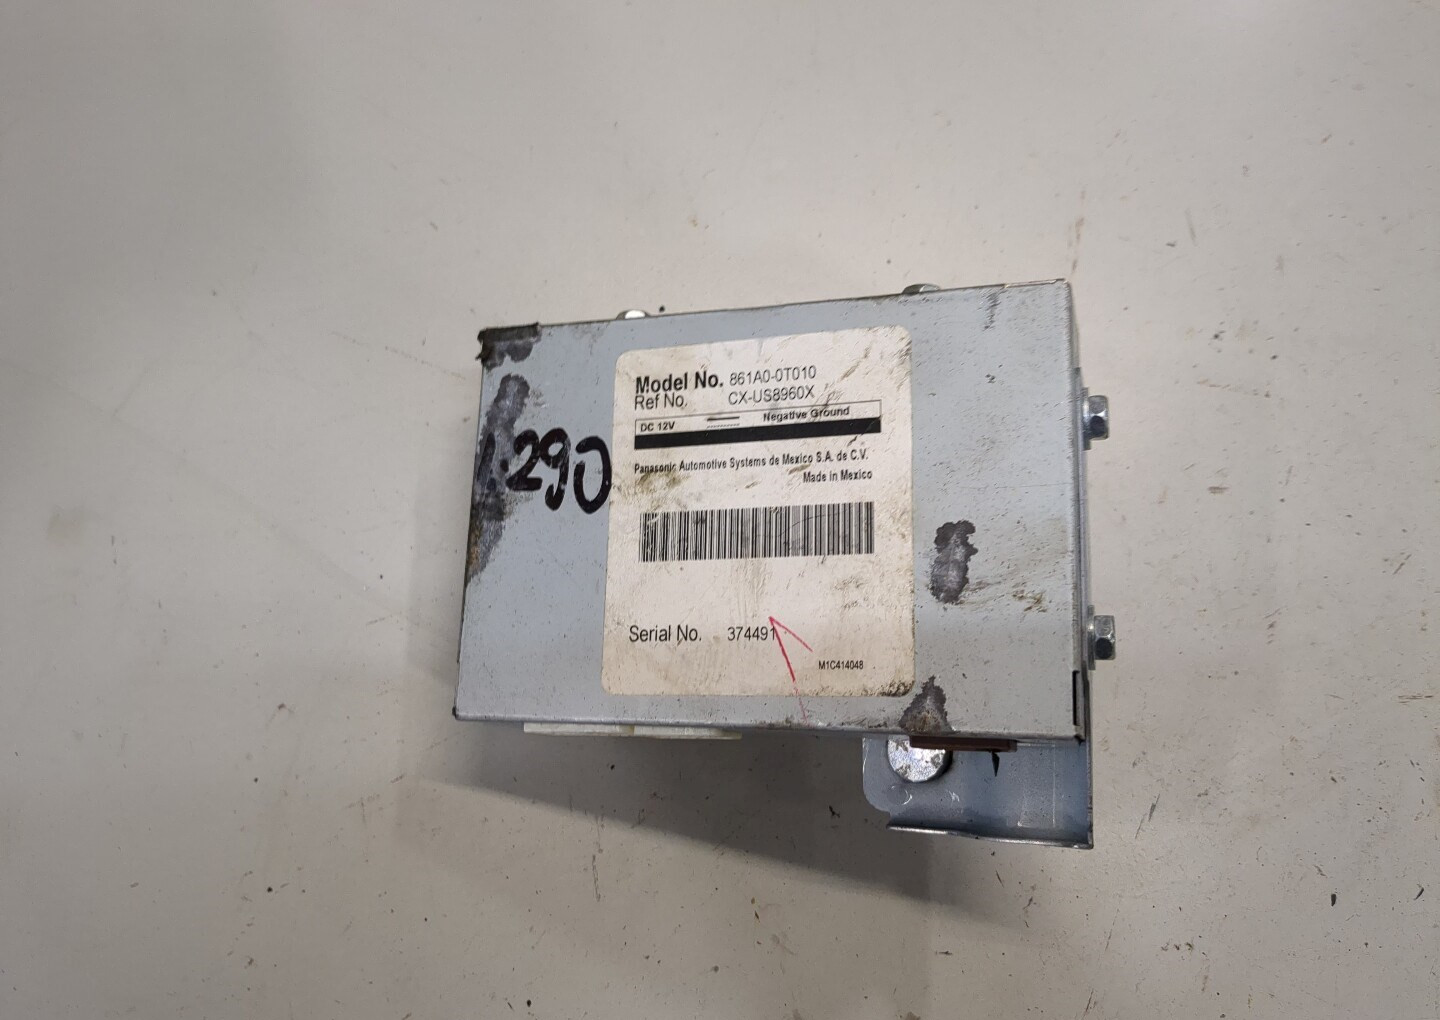 Model No. 861A0-0T010
Ref No. CX-US8960X
DC 12V Negative Ground
Panasonic Automotive Systems de Mexico S.A. de C.V.
Made in Mexico
290
Serial No. 374491
M1C414048